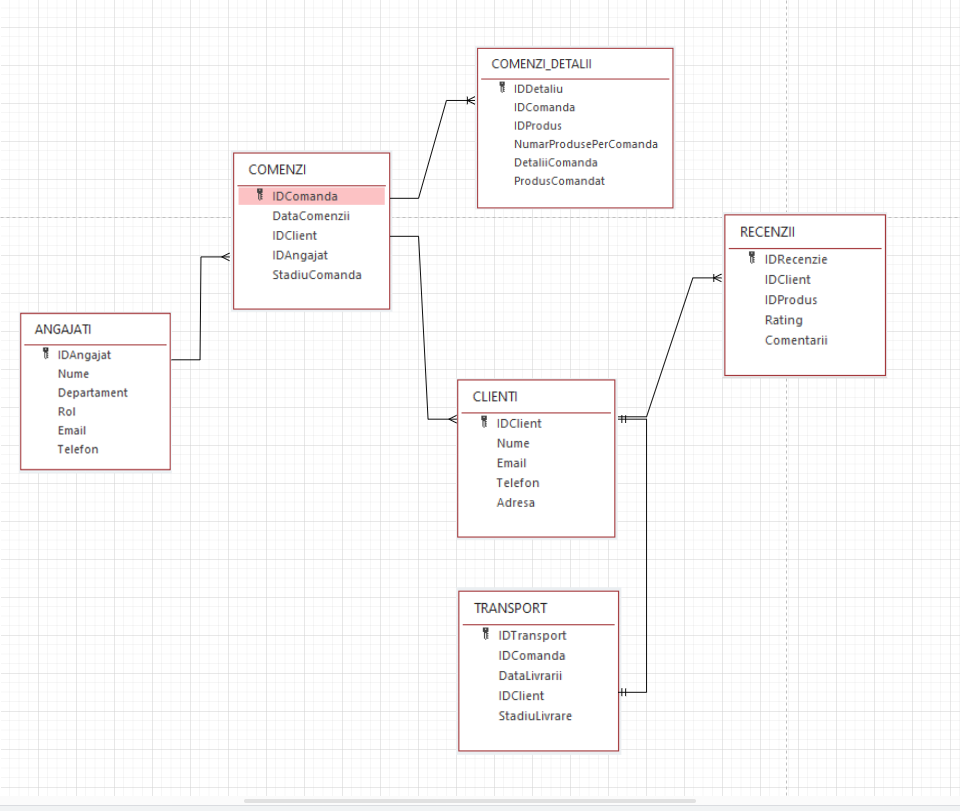 COMENZI_DETALII
IDDetaliu
IDComanda
IDProdus
NumarProdusePerComanda
DetaliiComanda
ProdusComandat
COMENZI
IDComanda
DataComenzii
IDClient
IDAngajat
StadiuComanda
RECENZII
IDRecenzie
IDClient
IDProdus
Rating
Comentarii
ANGAJATI
IDAngajat
Nume
Departament
Rol
Email
Telefon
CLIENTI
IDClient
Nume
Email
Telefon
Adresa
TRANSPORT
IDTransport
IDComanda
DataLivrarii
IDClient
StadiuLivrare